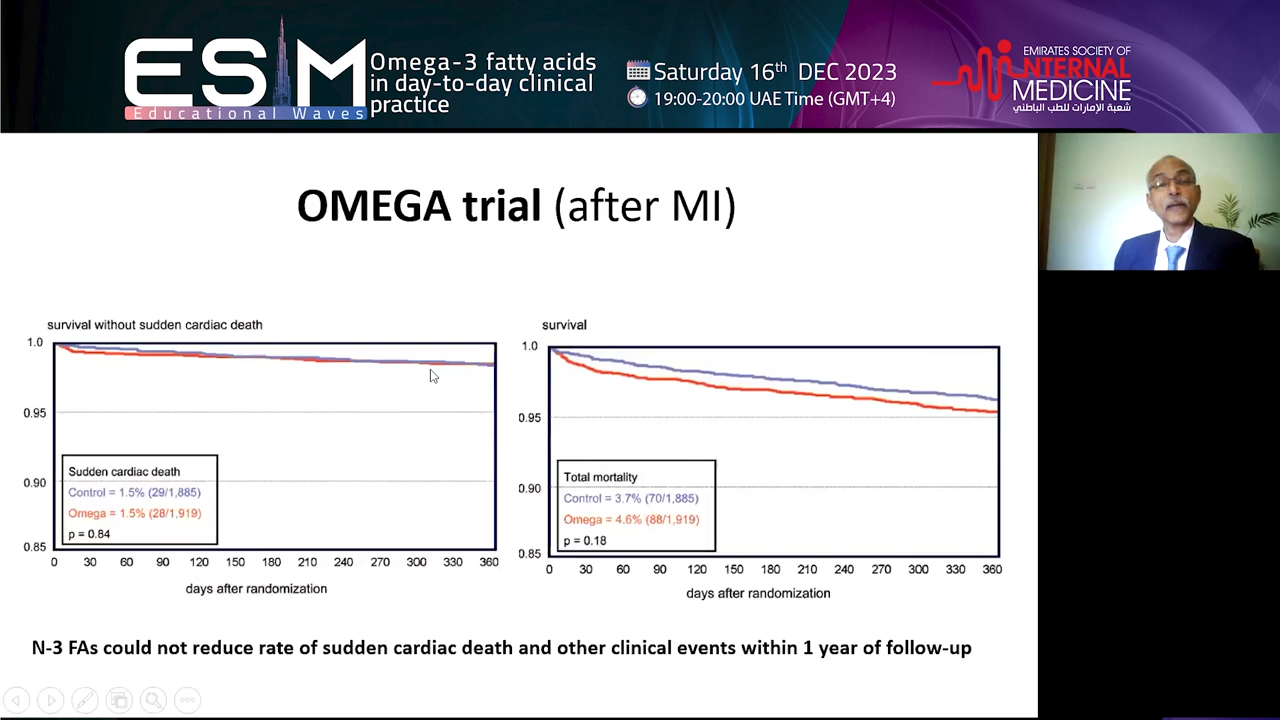 ESM
Educational Waves
Omega-3 fatty acids
in day-to-day clinical
practice
Saturday 16th DEC 2023
19:00-20:00 UAE Time (GMT+4)
EMIRATES SOCIETY OF
INTERNAL
MEDICINE
شعبة الإمارات للطب الباطني
OMEGA trial (after MI)
survival without sudden cardiac death
1.0
0.95
0.90
0.85
Sudden cardiac death
Control = 1.5% (29/1,885)
Omega = 1.5% (28/1,919)
p = 0.84
0 30 60 90 120 150 180 210 240 270 300 330 360
days after randomization
survival
1.0
0.95
0.90
0.85
Total mortality
Control = 3.7% (70/1,885)
Omega = 4.6% (88/1,919)
p = 0.18
0 30 60 90 120 150 180 210 240 270 300 330 360
days after randomization
N-3 FAs could not reduce rate of sudden cardiac death and other clinical events within 1 year of follow-up